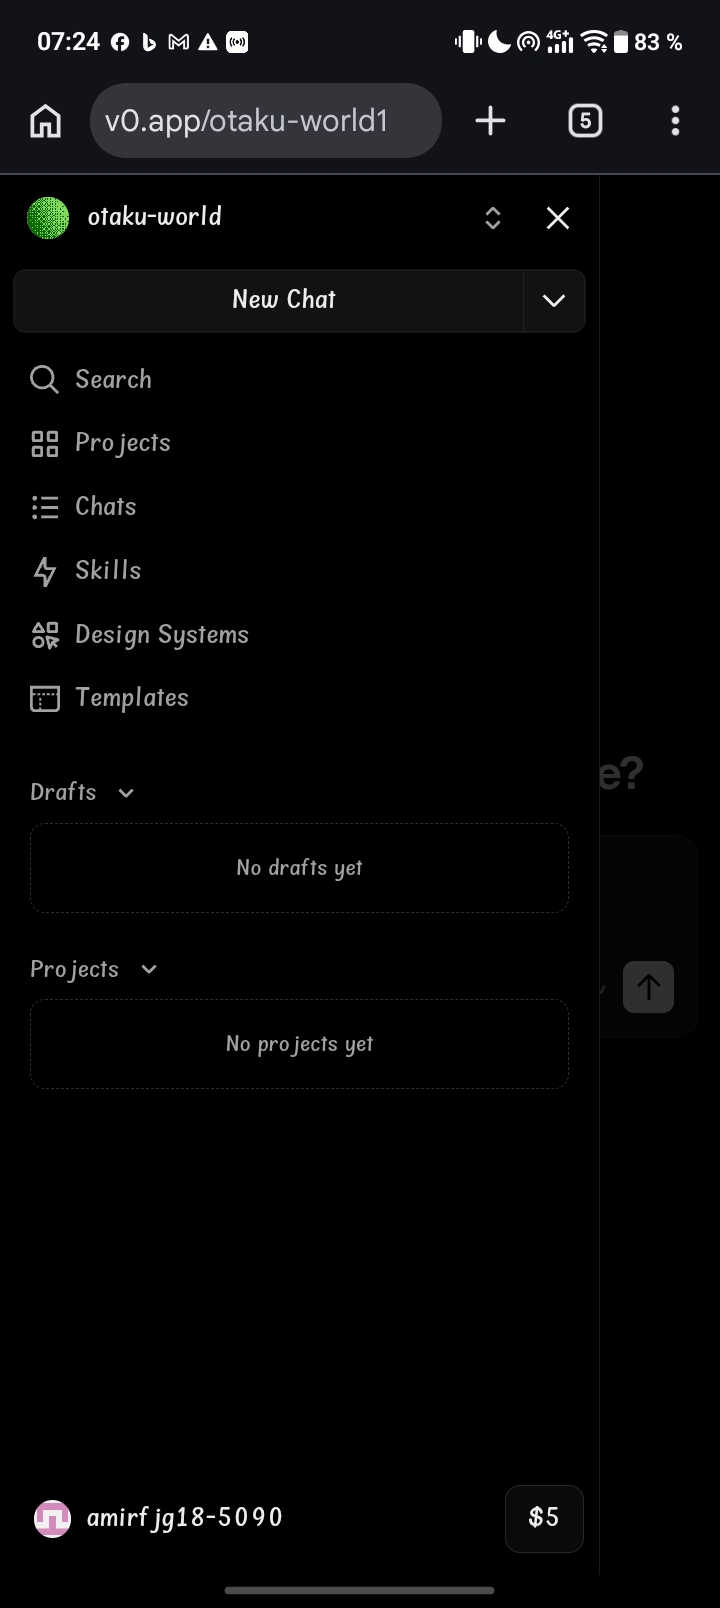 07:24
4G+
83 %
v0.app/otaku-world1
5
otaku-world
New Chat
Search
Projects
Chats
Skills
Design Systems
Templates
e?
Drafts
No drafts yet
Projects
No projects yet
amirfjg18-5090
$5